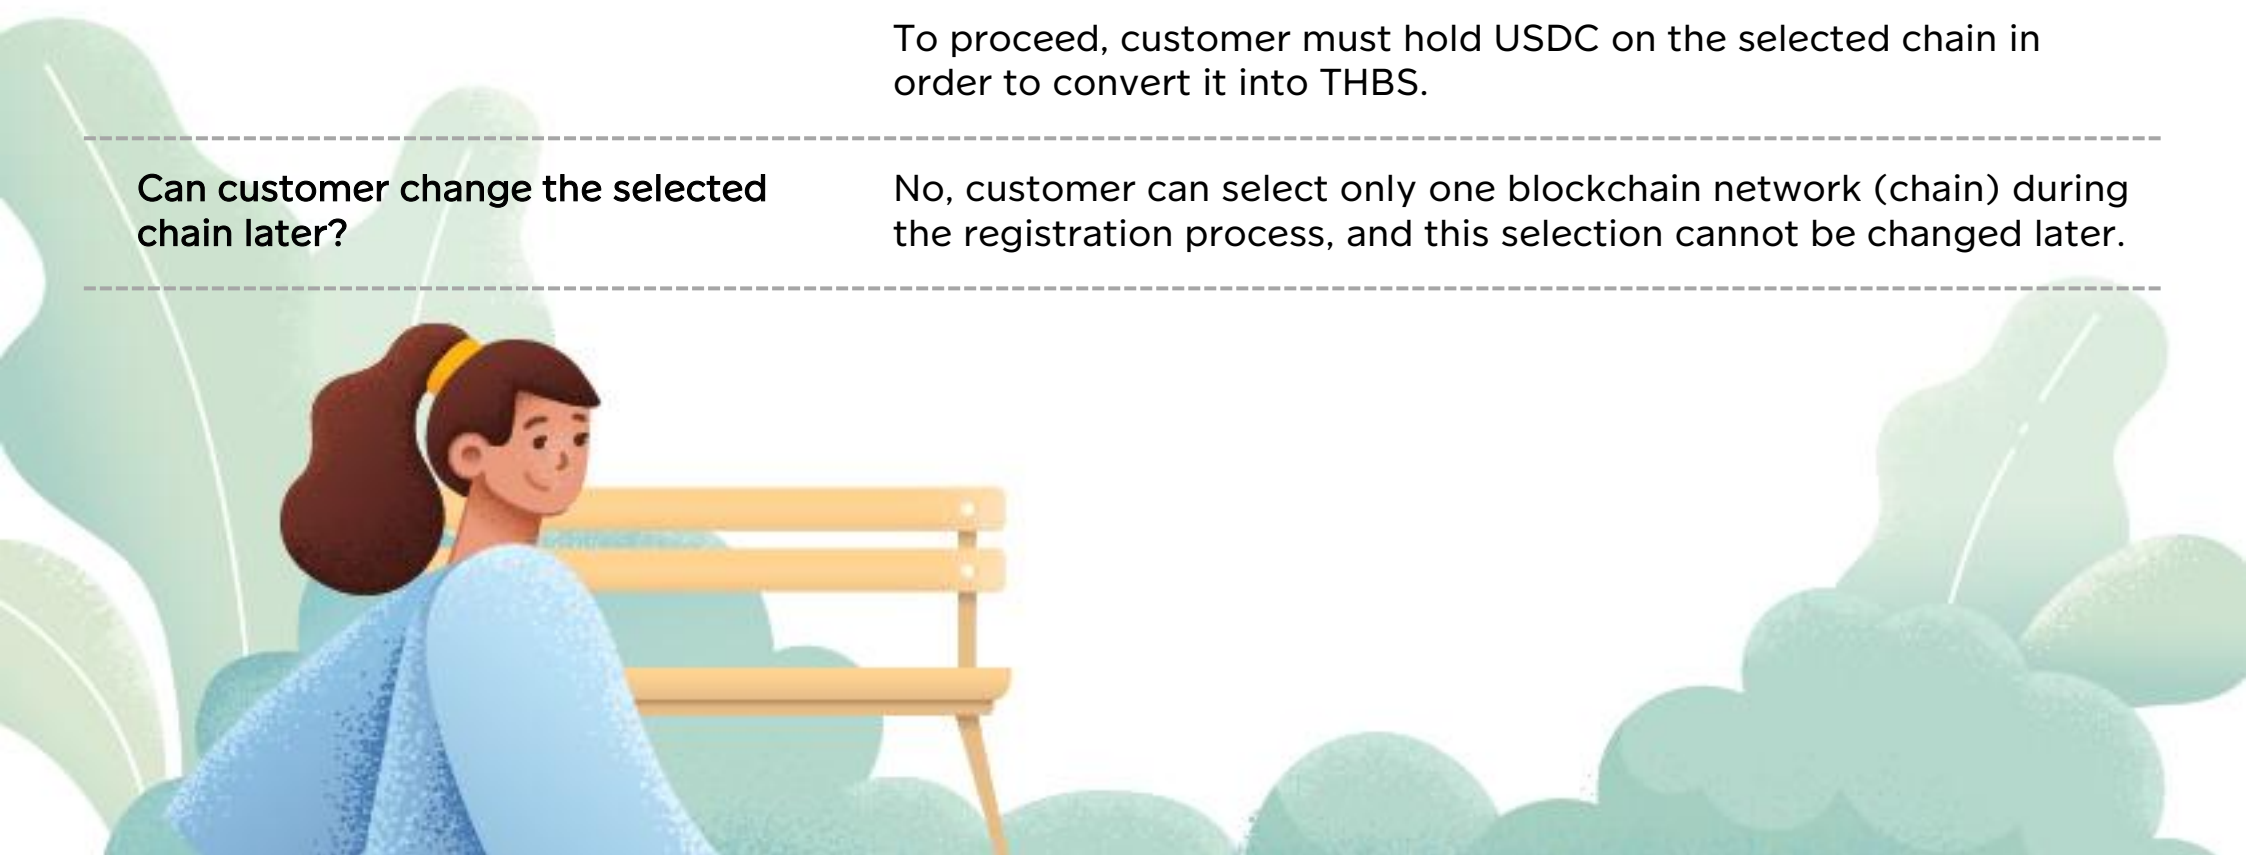 To proceed, customer must hold USDC on the selected chain in
order to convert it into THBS.
Can customer change the selected
chain later?
No, customer can select only one blockchain network (chain) during
the registration process, and this selection cannot be changed later.